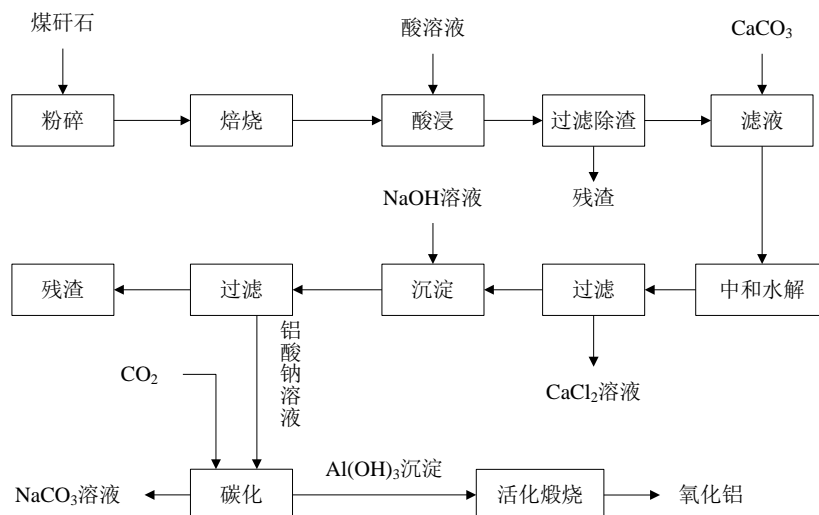 煤矸石
酸溶液
CaCO₃
粉碎
焙烧
酸浸
过滤除渣
滤液
NaOH溶液
残渣
残渣
过滤
沉淀
过滤
中和水解
铝酸钠溶液
CO₂
CaCl₂溶液
Al(OH)₃沉淀
NaCO₃溶液
碳化
活化煅烧
氧化铝